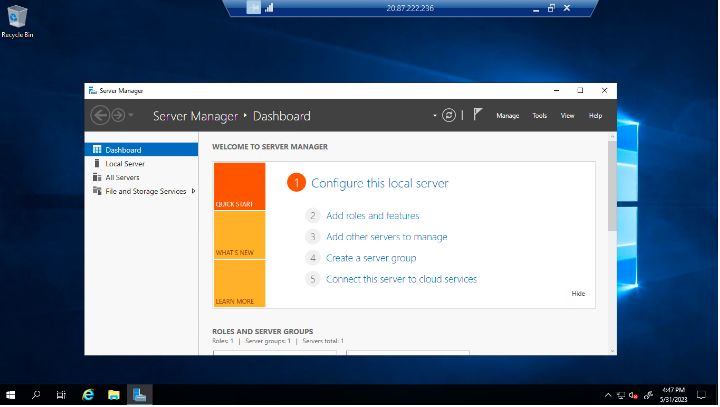 20.87.222.236
Recycle Bin
Server Manager
Server Manager ‣ Dashboard
Manage Tools View Help
Dashboard
Local Server
All Servers
File and Storage Services
WELCOME TO SERVER MANAGER
QUICK START
WHAT'S NEW
LEARN MORE
1 Configure this local server
2 Add roles and features
3 Add other servers to manage
4 Create a server group
5 Connect this server to cloud services
Hide
ROLES AND SERVER GROUPS
Roles: 1 | Server groups: 1 | Servers total: 1
4:47 PM
5/31/2023